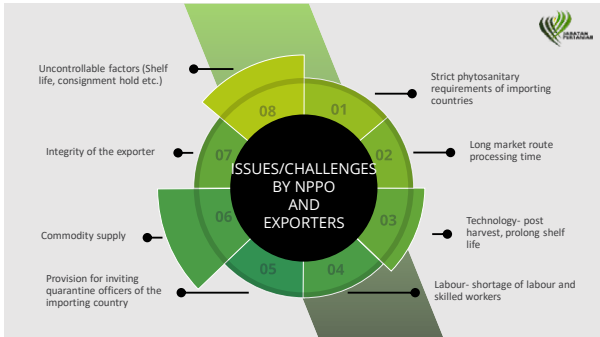 JABATAN
PERTANIAN
Uncontrollable factors (Shelf
life, consignment hold etc.)
Strict phytosanitary
requirements of importing
countries
08
01
Integrity of the exporter
07
02
Long market route
processing time
ISSUES/CHALLENGES
BY NPPO
AND
EXPORTERS
06
03
Technology- post
harvest, prolong shelf
life
Commodity supply
05
04
Provision for inviting
quarantine officers of the
importing country
Labour- shortage of labour and
skilled workers